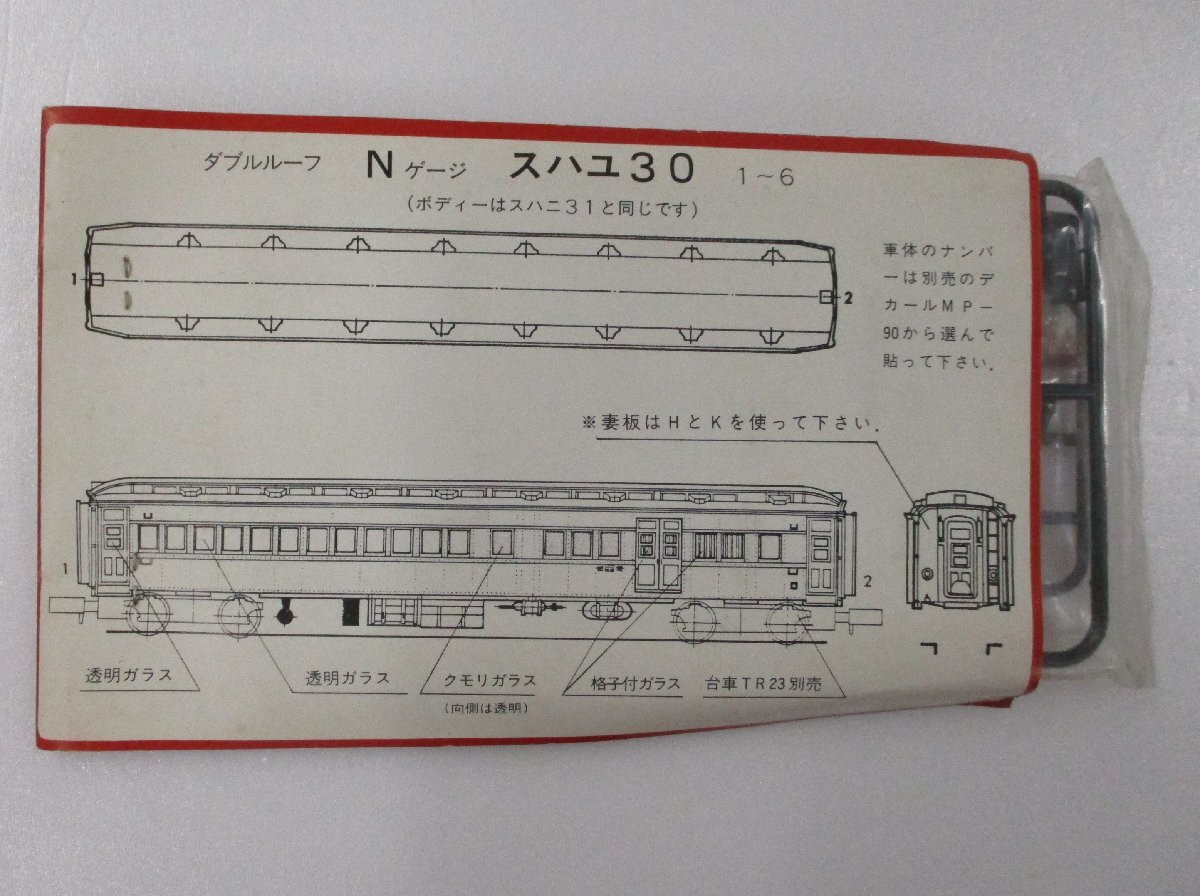 ダブルルーフ Nゲージ スハユ30 1～6
(ボディーはスハニ31と同じです)
車体のナンバ
ーは別売のデ
カールMP－
90から選んで
貼って下さい.
1
2
※妻板はHとKを使って下さい.
1
2
透明ガラス
透明ガラス
クモリガラス
(向側は透明)
格子付ガラス
台車TR23別売